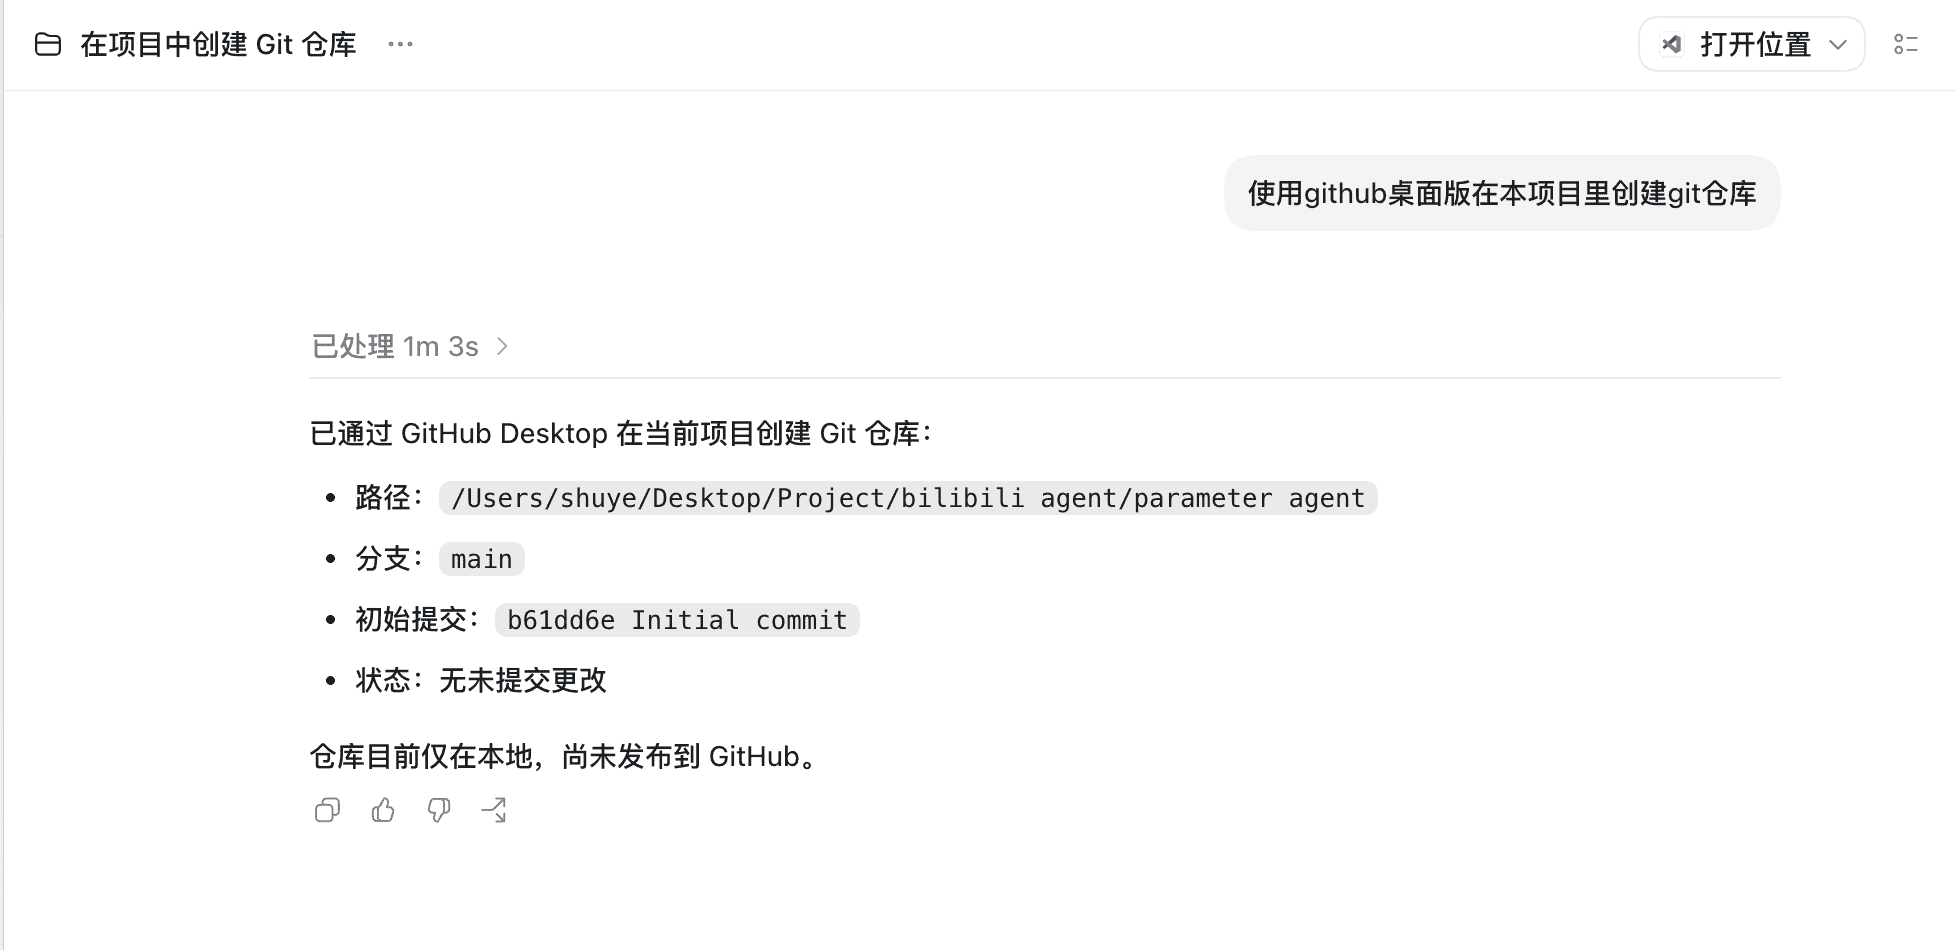 在项目中创建 Git 仓库
打开位置
使用github桌面版在本项目里创建git仓库
已处理 1m 3s
已通过 GitHub Desktop 在当前项目创建 Git 仓库：
路径：/Users/shuye/Desktop/Project/bilibili agent/parameter agent
分支：main
初始提交：b61dd6e Initial commit
状态：无未提交更改
仓库目前仅在本地，尚未发布到 GitHub。